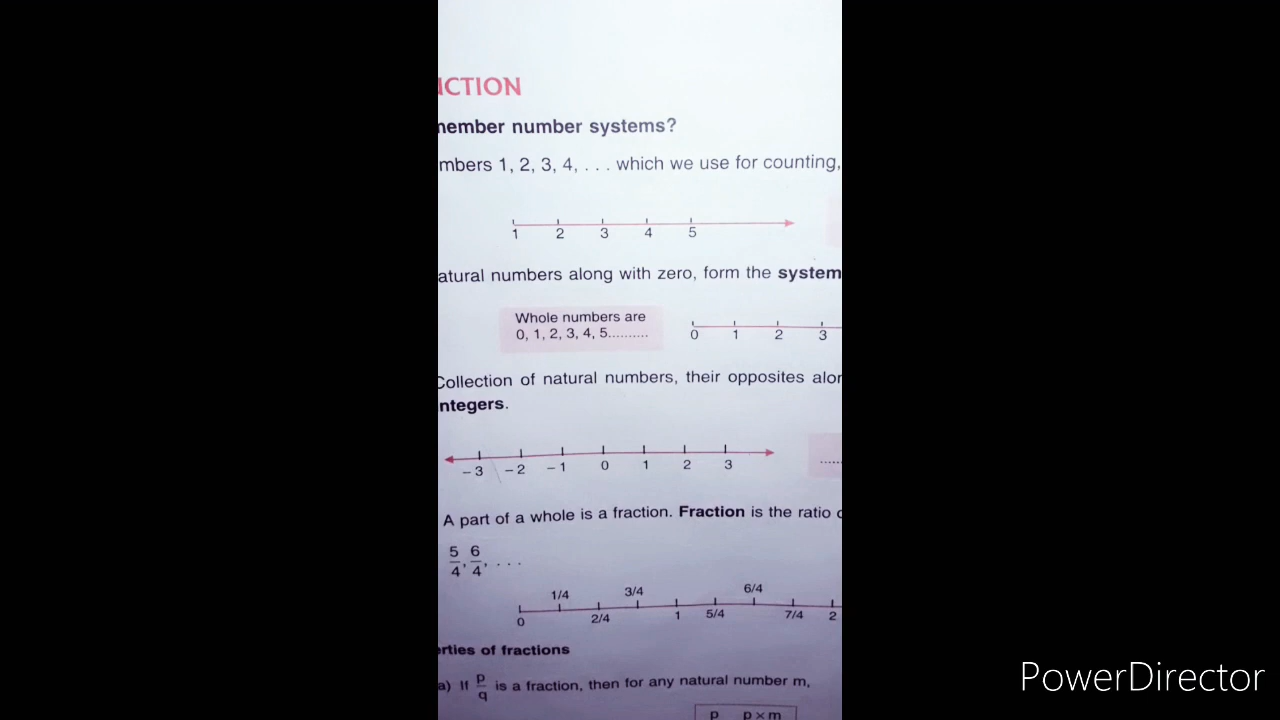 ICTION
member number systems?
mbers 1, 2, 3, 4, . . . which we use for counting,
1 2 3 4 5
atural numbers along with zero, form the system
Whole numbers are
0, 1, 2, 3, 4, 5..........
0 1 2 3
Collection of natural numbers, their opposites alon
ntegers.
– 3 – 2 – 1 0 1 2 3
.....
A part of a whole is a fraction. Fraction is the ratio o
5/4, 6/4, . . .
1/4 3/4 6/4
0 2/4 1 5/4 7/4 2
erties of fractions
a) If p/q is a fraction, then for any natural number m,
p p × m
PowerDirector